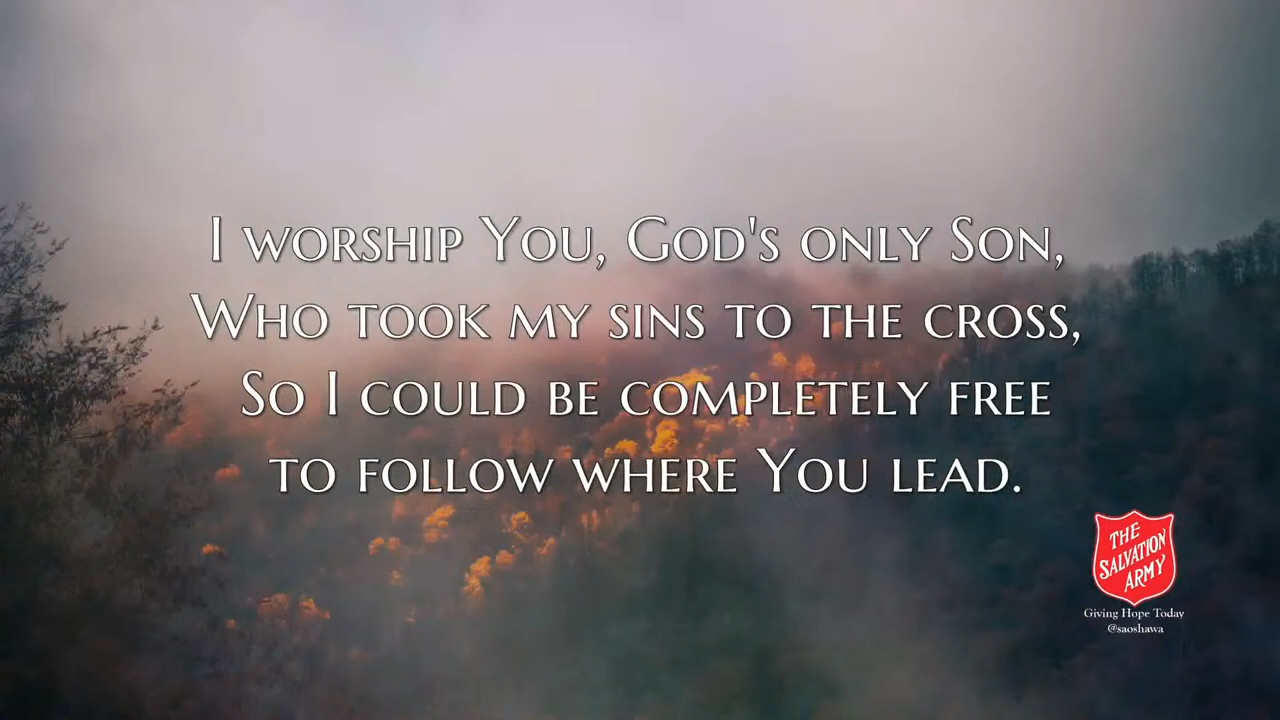 I worship You, God's only Son,
Who took my sins to the cross,
So I could be completely free
to follow where You lead.
THE
SALVATION
ARMY
Giving Hope Today
@saoshawa